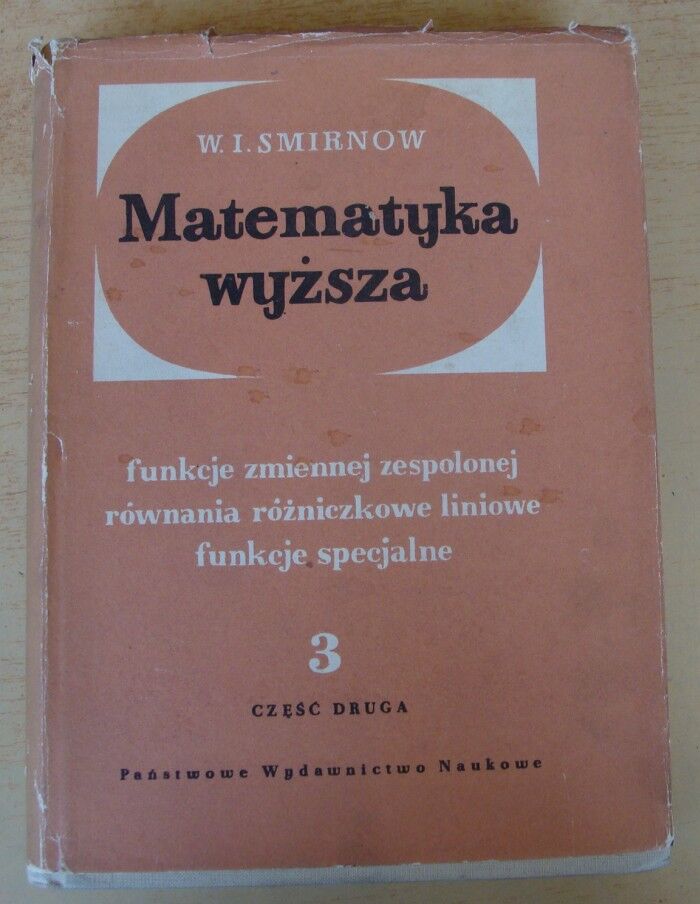 W. I. SMIRNOW
Matematyka
wyższa
funkcje zmiennej zespolonej
równania różniczkowe liniowe
funkcje specjalne
3
CZĘŚĆ DRUGA
Państwowe Wydawnictwo Naukowe